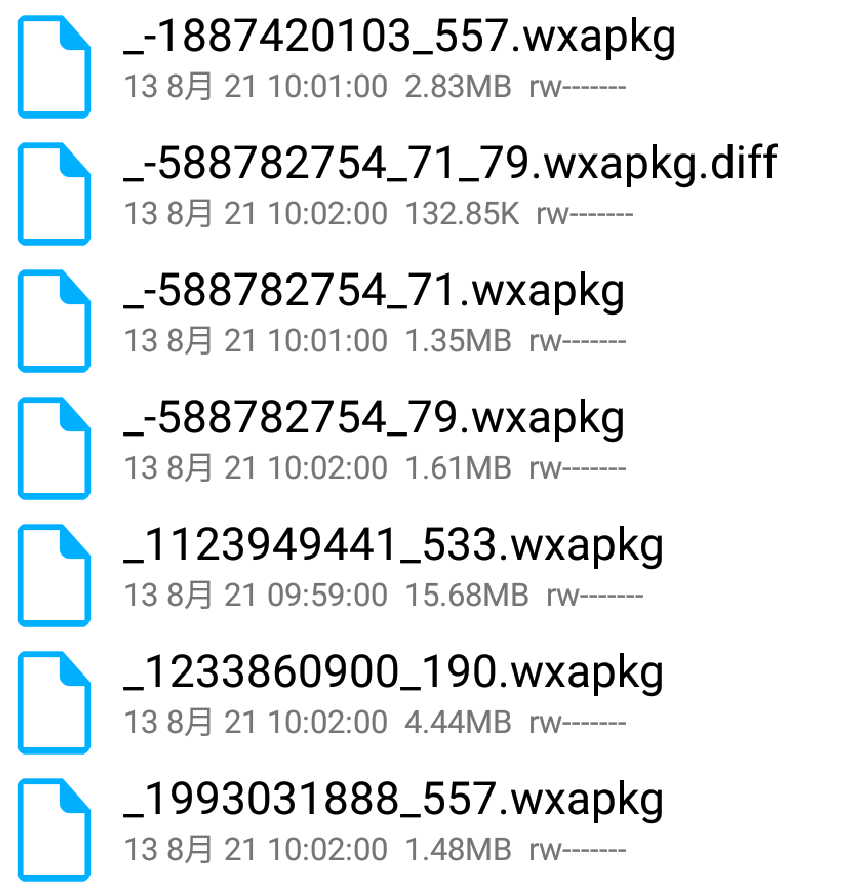 _-1887420103_557.wxapkg
13 8月 21 10:01:00 2.83MB rw-------
_-588782754_71_79.wxapkg.diff
13 8月 21 10:02:00 132.85K rw-------
_-588782754_71.wxapkg
13 8月 21 10:01:00 1.35MB rw-------
_-588782754_79.wxapkg
13 8月 21 10:02:00 1.61MB rw-------
_1123949441_533.wxapkg
13 8月 21 09:59:00 15.68MB rw-------
_1233860900_190.wxapkg
13 8月 21 10:02:00 4.44MB rw-------
_1993031888_557.wxapkg
13 8月 21 10:02:00 1.48MB rw-------